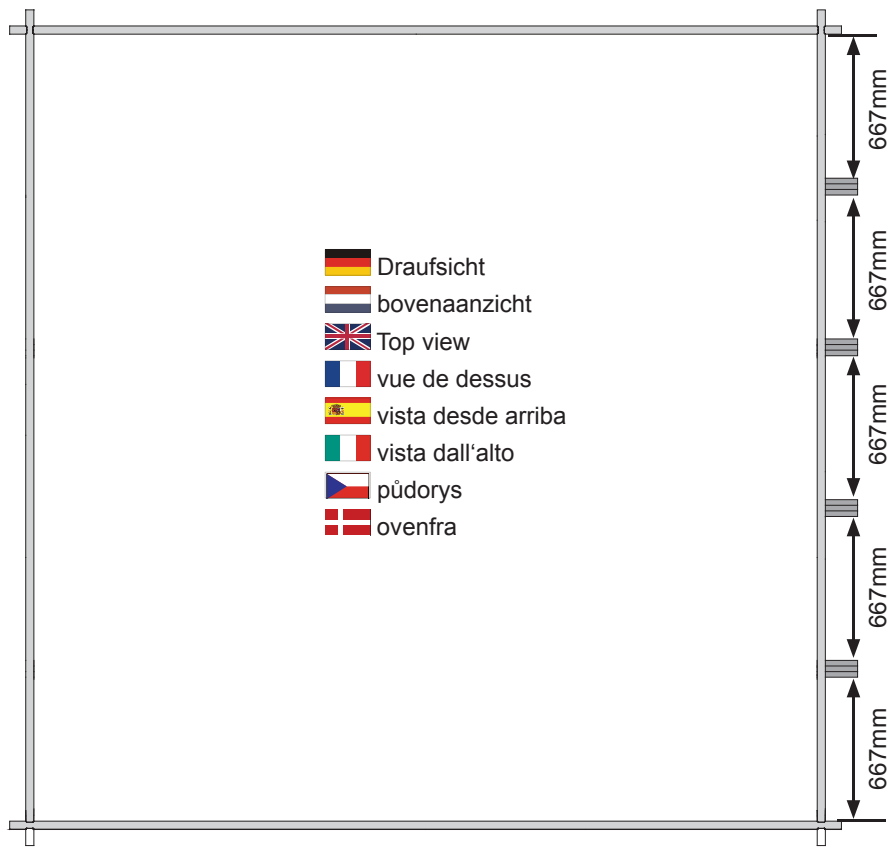 Draufsicht
bovenaanzicht
Top view
vue de dessus
vista desde arriba
vista dall‘alto
půdorys
ovenfra
667mm
667mm
667mm
667mm
667mm